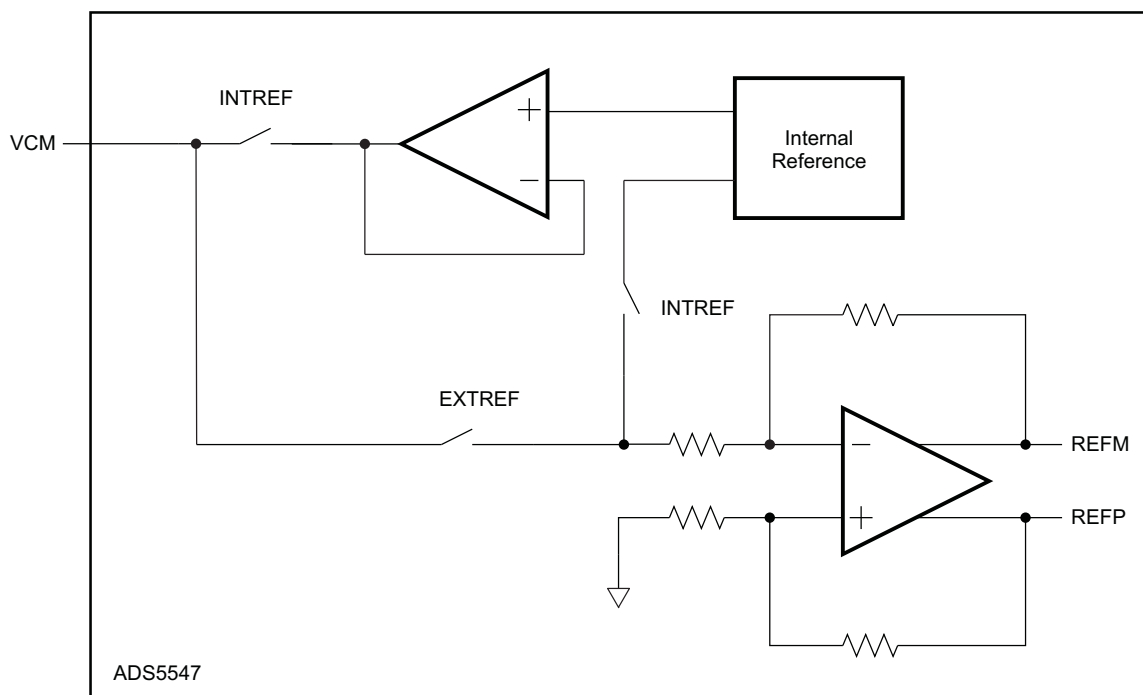 INTREF
VCM
+
−
Internal
Reference
INTREF
EXTREF
−
REFM
+
REFP
ADS5547